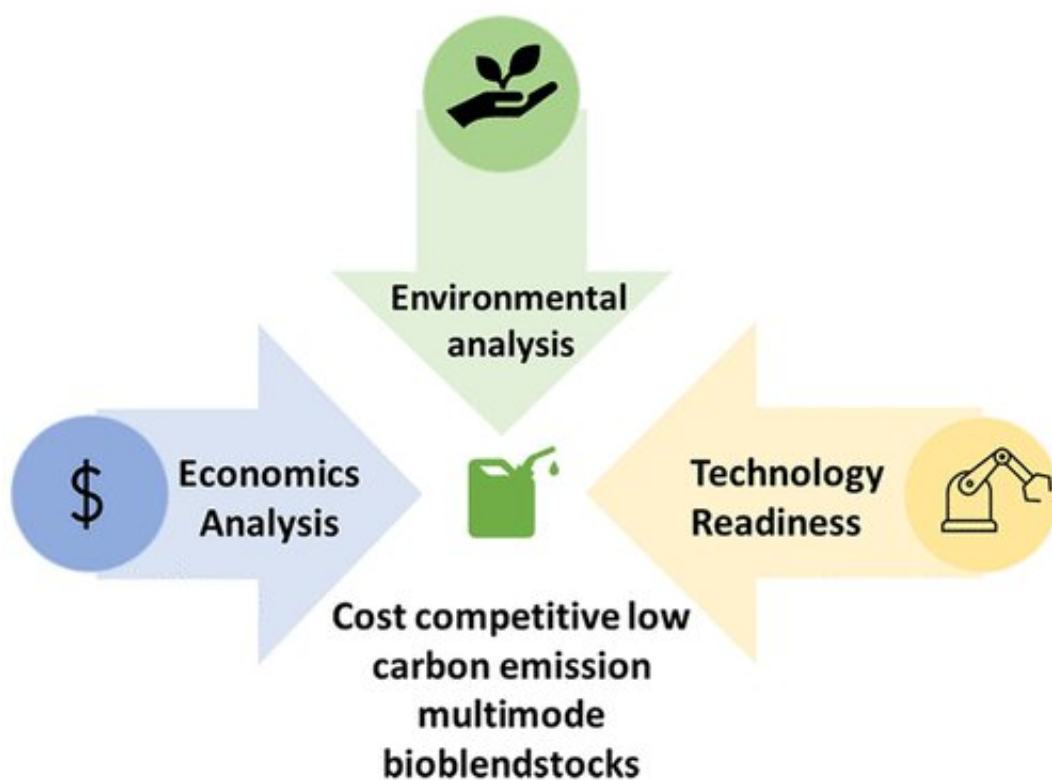 Environmental
analysis
Economics
Analysis
$
Technology
Readiness
Cost competitive low
carbon emission
multimode
bioblendstocks